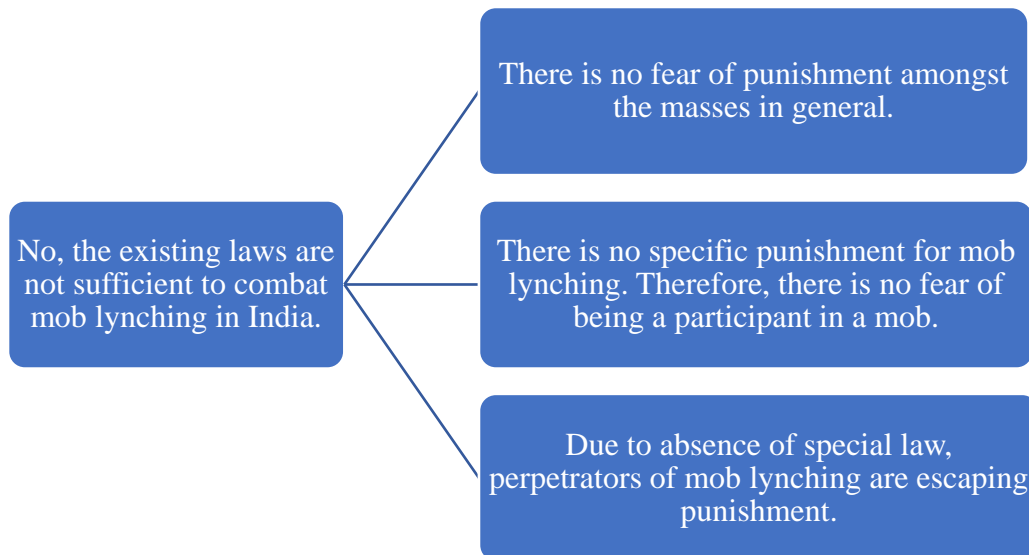 No, the existing laws are
not sufficient to combat
mob lynching in India.
There is no fear of punishment amongst
the masses in general.
There is no specific punishment for mob
lynching. Therefore, there is no fear of
being a participant in a mob.
Due to absence of special law,
perpetrators of mob lynching are escaping
punishment.